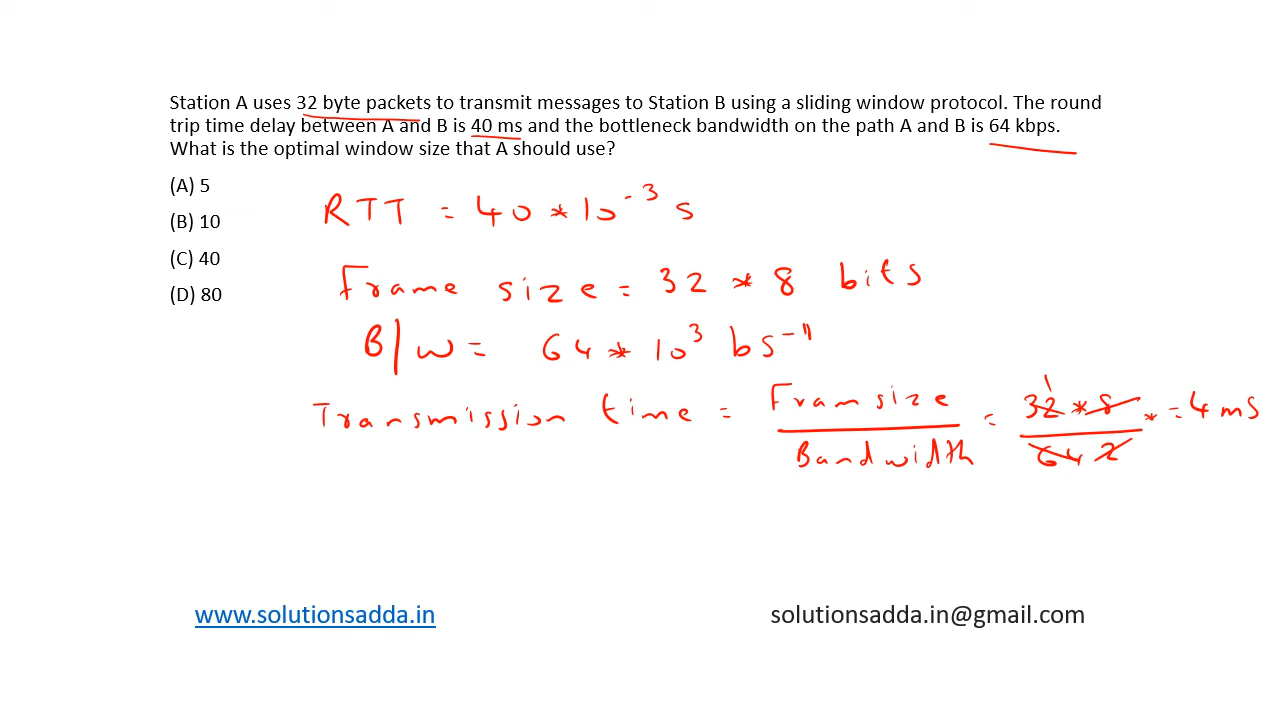 Station A uses 32 byte packets to transmit messages to Station B using a sliding window protocol. The round
trip time delay between A and B is 40 ms and the bottleneck bandwidth on the path A and B is 64 kbps.
What is the optimal window size that A should use?
(A) 5
(B) 10
(C) 40
(D) 80
RTT = 40 * 10⁻³ s
Frame size = 32 * 8 bits
B/w = 64 * 10³ bs⁻¹
Transmission time = Fram size / Bandwidth = 32 * 8 / 64 * = 4 ms
www.solutionsadda.in
solutionsadda.in@gmail.com